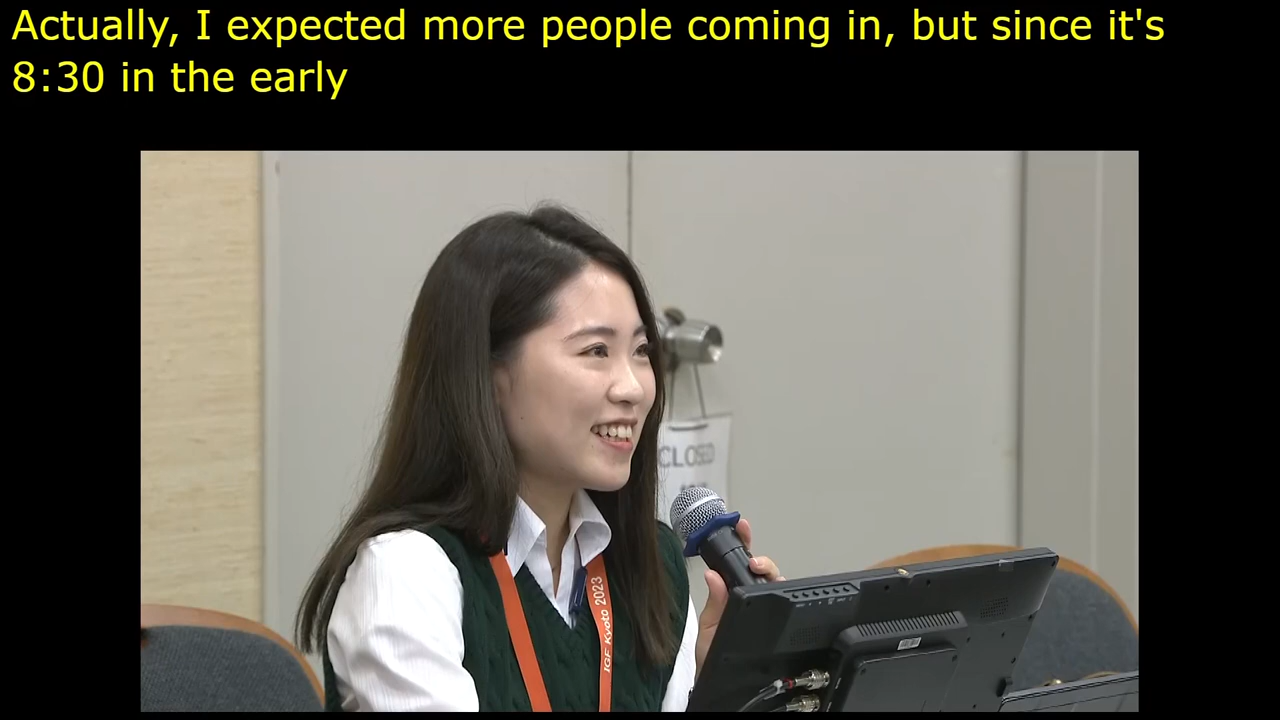 Actually, I expected more people coming in, but since it's
8:30 in the early
CLOSED
IGF Kyoto 2023